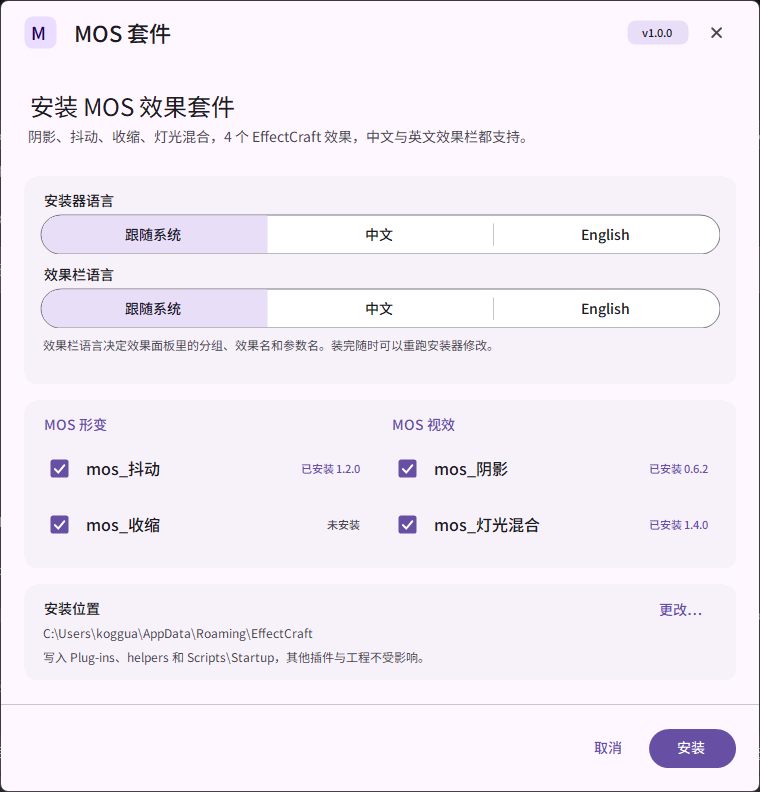 M
MOS 套件
v1.0.0
安装 MOS 效果套件
阴影、抖动、收缩、灯光混合，4 个 EffectCraft 效果，中文与英文效果栏都支持。
安装器语言
跟随系统 中文 English
效果栏语言
跟随系统 中文 English
效果栏语言决定效果面板里的分组、效果名和参数名。装完随时可以重跑安装器修改。
MOS 形变
mos_抖动 已安装 1.2.0
mos_收缩 未安装
MOS 视效
mos_阴影 已安装 0.6.2
mos_灯光混合 已安装 1.4.0
安装位置
更改…
C:\Users\koggua\AppData\Roaming\EffectCraft
写入 Plug-ins、helpers 和 Scripts\Startup，其他插件与工程不受影响。
取消 安装